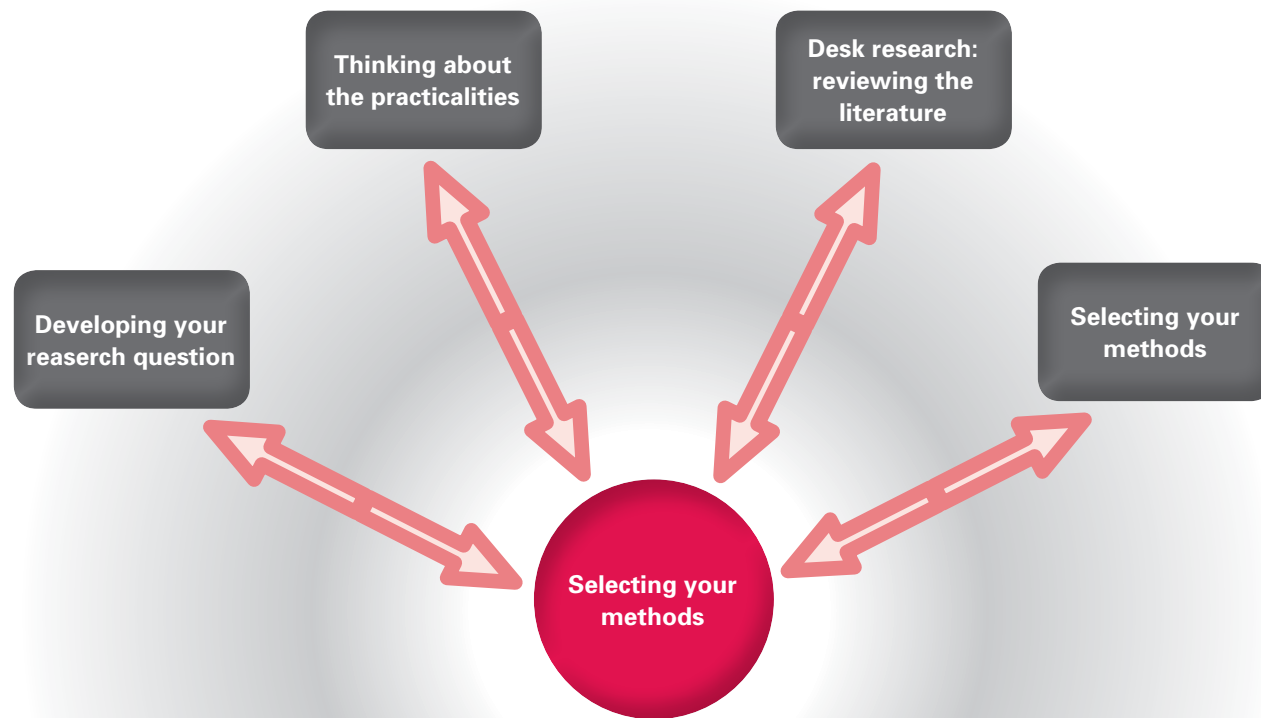 Thinking about
the practicalities
Desk research:
reviewing the
literature
Developing your
reaserch question
Selecting your
methods
Selecting your
methods